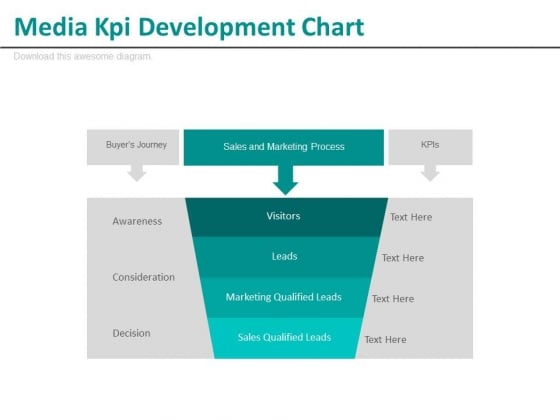 Media Kpi Development Chart
Download this awesome diagram.
Buyer's Journey
Sales and Marketing Process
KPIs
Awareness
Consideration
Decision
Visitors
Leads
Marketing Qualified Leads
Sales Qualified Leads
Text Here
Text Here
Text Here
Text Here